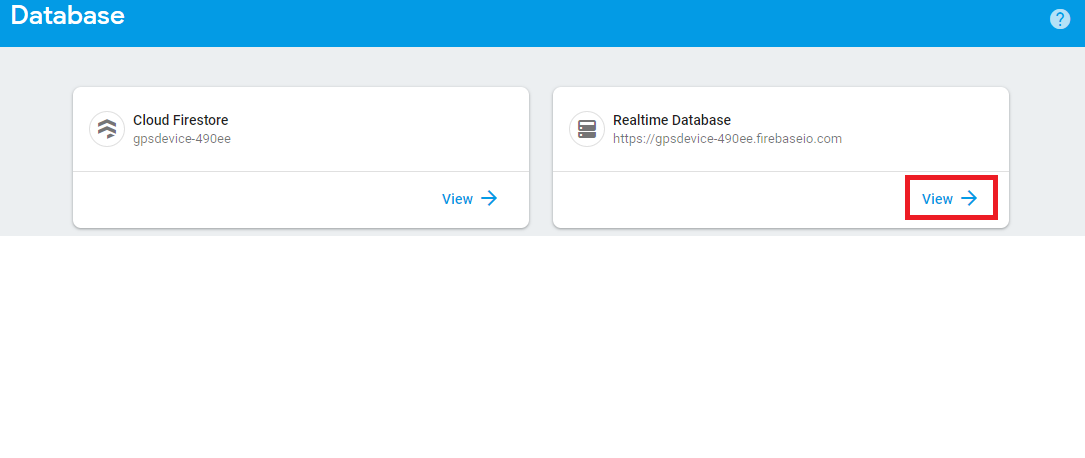 Database
?
Cloud Firestore
gpsdevice-490ee
View
Realtime Database
https://gpsdevice-490ee.firebaseio.com
View